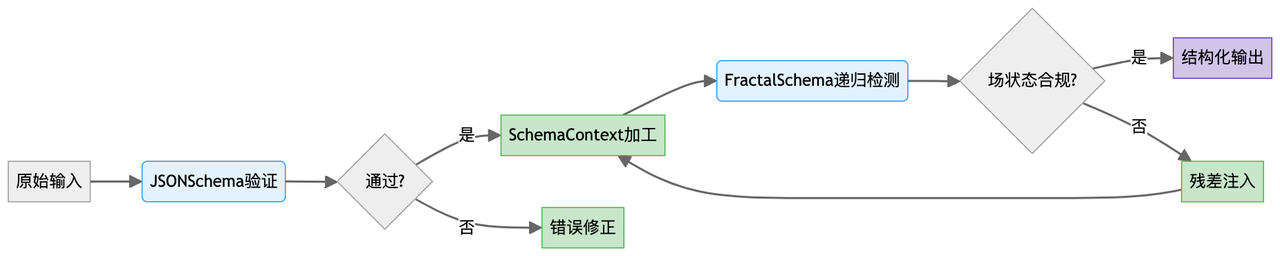 原始输入
JSONSchema验证
通过?
是
否
SchemaContext加工
错误修正
FractalSchema递归检测
场状态合规?
是
否
结构化输出
残差注入